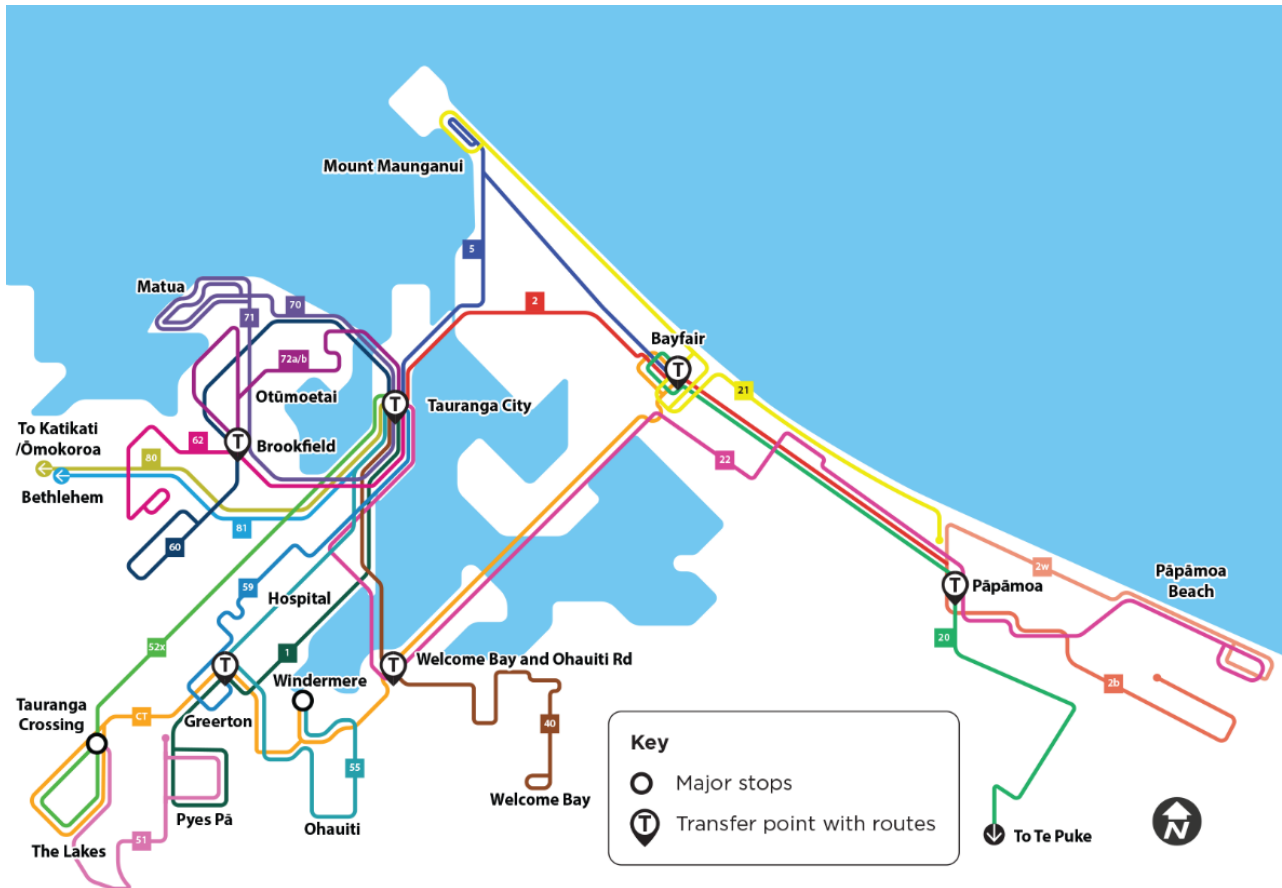 Mount Maunganui
5
Matua
70
2
71
Bayfair
T
72a/b
21
Otūmoetai
T
Tauranga City
To Katikati
/Ōmokoroa
62
T
Brookfield
80
22
Bethlehem
81
60
2w
Pāpāmoa
Beach
T
Pāpāmoa
59
Hospital
20
52x
1
T
T
Welcome Bay and Ohauiti Rd
Windermere
2b
Tauranga
Crossing
CT
Greerton
40
55
Key
Major stops
Welcome Bay
T
Transfer point with routes
Pyes Pā
Ohauiti
51
The Lakes
To Te Puke
N